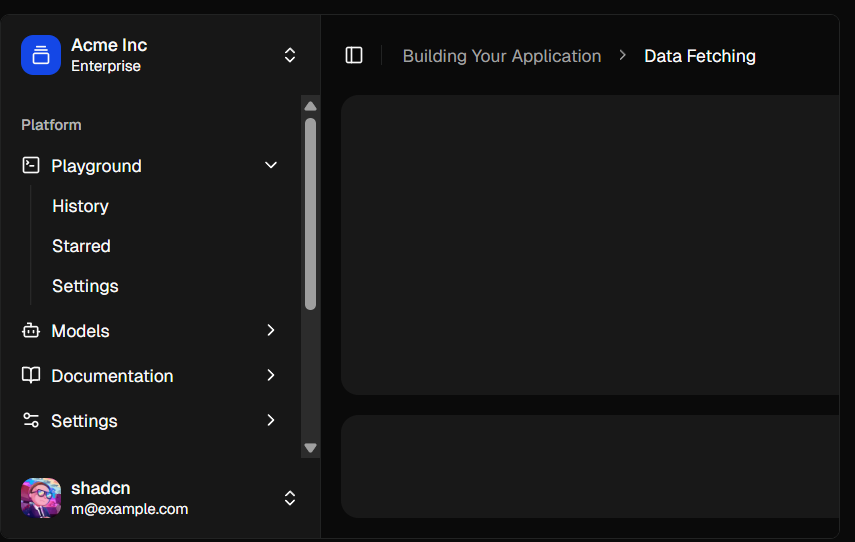 Acme Inc
Enterprise
Building Your Application
Data Fetching
Platform
Playground
History
Starred
Settings
Models
Documentation
Settings
shadcn
m@example.com